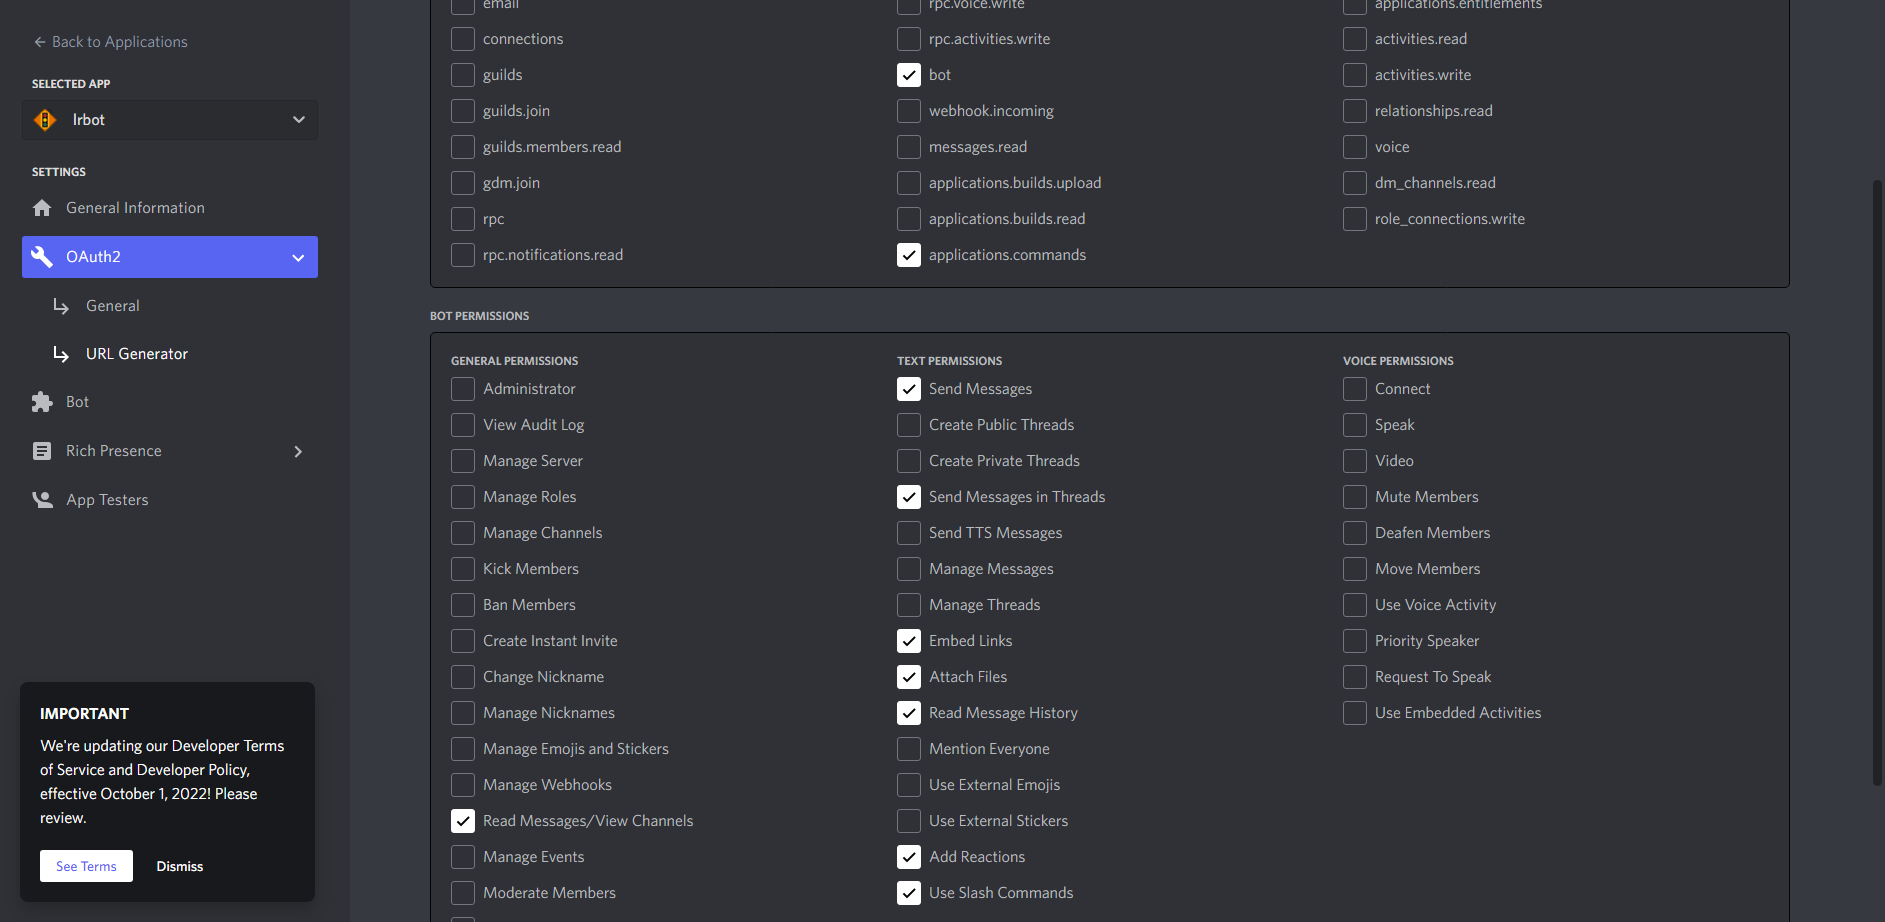 Back to Applications
SELECTED APP
Irbot
SETTINGS
General Information
OAuth2
General
URL Generator
Bot
Rich Presence
App Testers
IMPORTANT
We're updating our Developer Terms
of Service and Developer Policy,
effective October 1, 2022! Please
review.
See Terms
Dismiss
email
connections
guilds
guilds.join
guilds.members.read
gdm.join
rpc
rpc.notifications.read
rpc.voice.write
rpc.activities.write
bot
webhook.incoming
messages.read
applications.builds.upload
applications.builds.read
applications.commands
applications.entitlements
activities.read
activities.write
relationships.read
voice
dm_channels.read
role_connections.write
BOT PERMISSIONS
GENERAL PERMISSIONS
Administrator
View Audit Log
Manage Server
Manage Roles
Manage Channels
Kick Members
Ban Members
Create Instant Invite
Change Nickname
Manage Nicknames
Manage Emojis and Stickers
Manage Webhooks
Read Messages/View Channels
Manage Events
Moderate Members
TEXT PERMISSIONS
Send Messages
Create Public Threads
Create Private Threads
Send Messages in Threads
Send TTS Messages
Manage Messages
Manage Threads
Embed Links
Attach Files
Read Message History
Mention Everyone
Use External Emojis
Use External Stickers
Add Reactions
Use Slash Commands
VOICE PERMISSIONS
Connect
Speak
Video
Mute Members
Deafen Members
Move Members
Use Voice Activity
Priority Speaker
Request To Speak
Use Embedded Activities